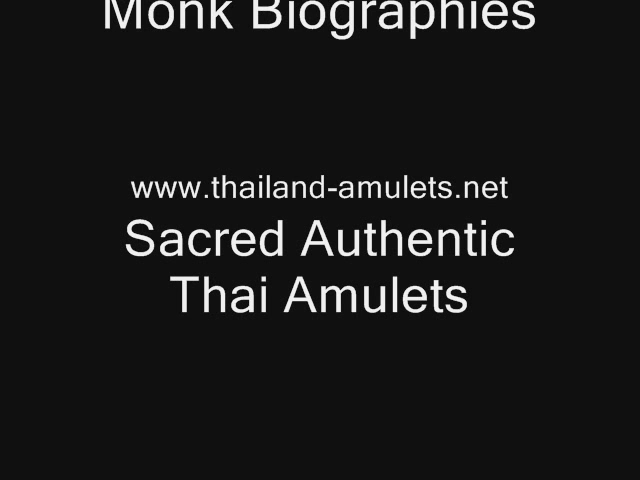 Monk Biographies
www.thailand-amulets.net
Sacred Authentic
Thai Amulets